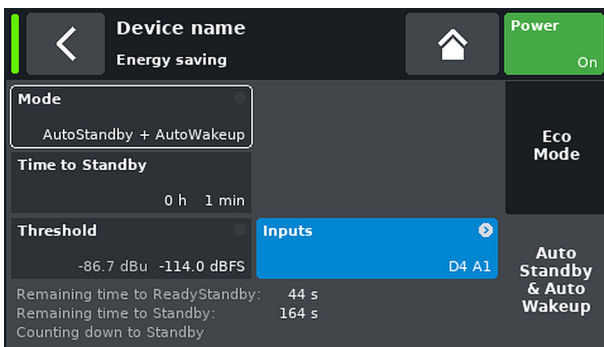 Device name
Energy saving
Power
On
Mode
AutoStandby + AutoWakeup
Time to Standby
0 h 1 min
Threshold
-86.7 dBu -114.0 dBFS
Inputs
D4 A1
Remaining time to ReadyStandby: 44 s
Remaining time to Standby: 164 s
Counting down to Standby
Eco
Mode
Auto
Standby
& Auto
Wakeup